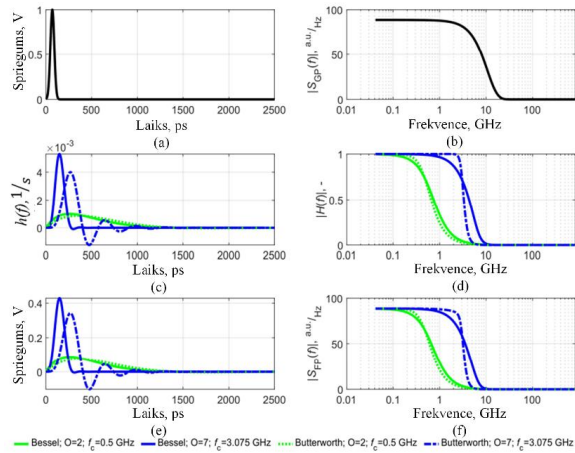 Spriegums, V
1
0.5
0
0 500 1000 1500 2000 2500
Laiks, ps
(a)
|S_GP(f)|, a.u./Hz
100
50
0
0.01 0.1 1 10 100
Frekvence, GHz
(b)
×10⁻³
h(f), 1/s
4
2
0
0 500 1000 1500 2000 2500
Laiks, ps
(c)
|H(f)|, -
1
0.5
0
0.01 0.1 1 10 100
Frekvence, GHz
(d)
Spriegums, V
0.4
0.2
0
0 500 1000 1500 2000 2500
Laiks, ps
(e)
|S_FP(f)|, a.u./Hz
100
50
0
0.01 0.1 1 10 100
Frekvence, GHz
(f)
Bessel; O=2; f_c=0.5 GHz Bessel; O=7; f_c=3.075 GHz Butterworth; O=2; f_c=0.5 GHz Butterworth; O=7; f_c=3.075 GHz